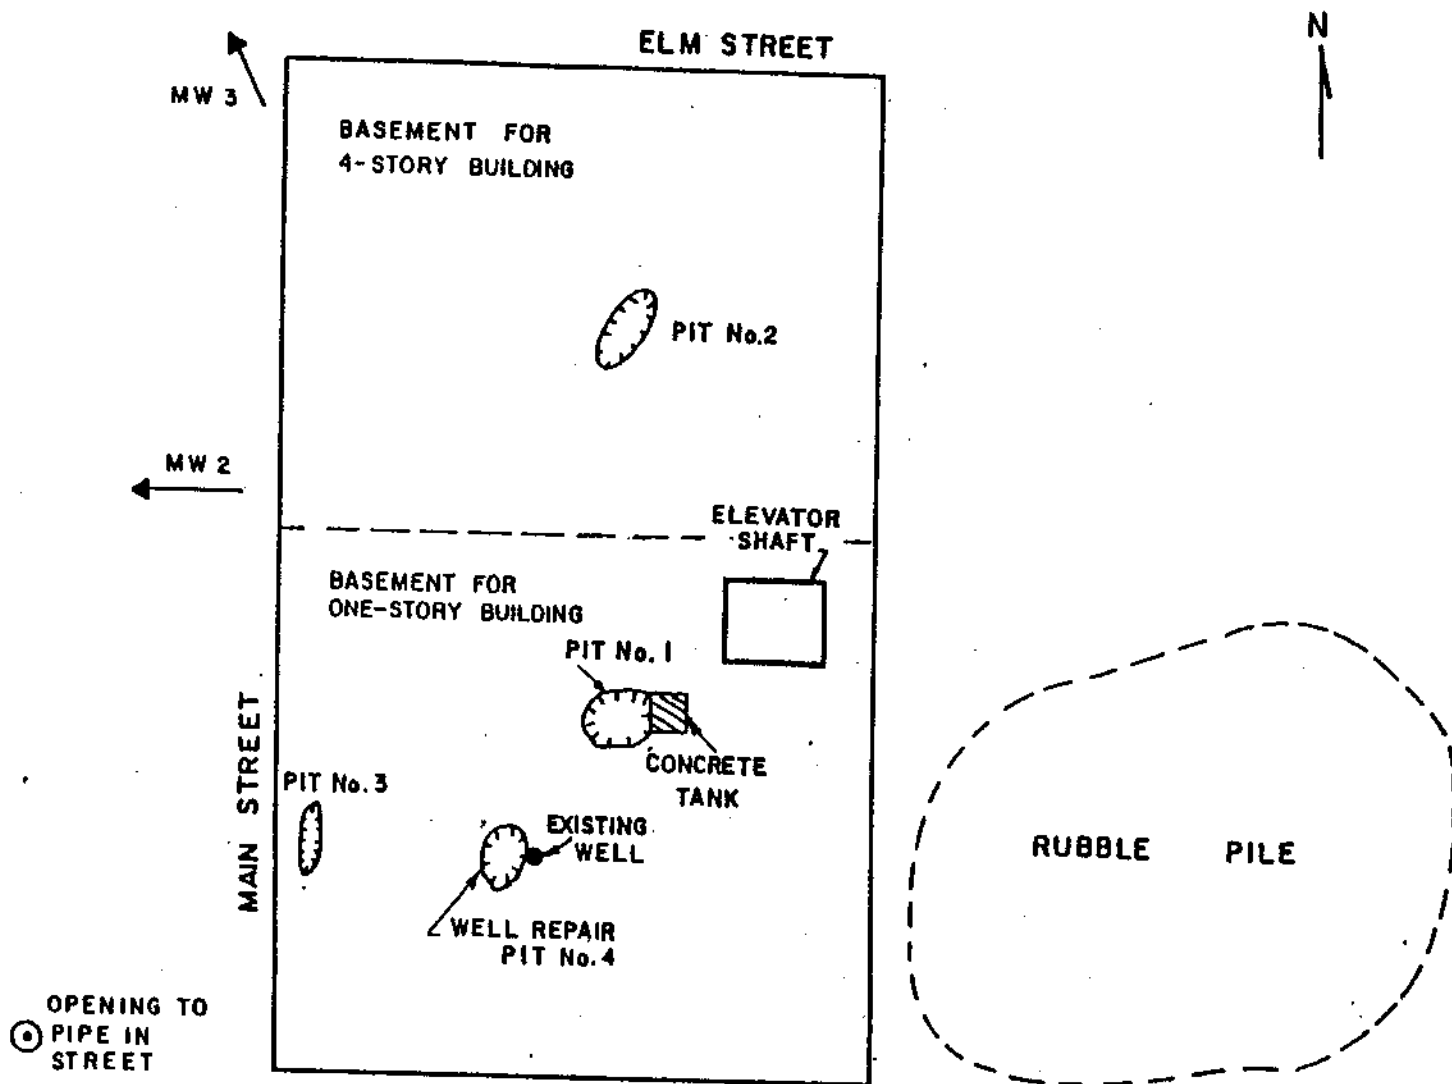 ELM STREET
N
MW 3
BASEMENT FOR
4-STORY BUILDING
PIT No.2
MW 2
ELEVATOR
SHAFT
BASEMENT FOR
ONE-STORY BUILDING
PIT No. 1
MAIN STREET
CONCRETE
TANK
PIT No. 3
EXISTING
WELL
RUBBLE PILE
WELL REPAIR
PIT No. 4
OPENING TO
PIPE IN
STREET